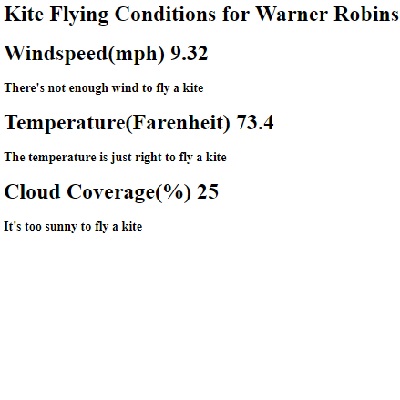 Kite Flying Conditions for Warner Robins
Windspeed(mph) 9.32
There's not enough wind to fly a kite
Temperature(Farenheit) 73.4
The temperature is just right to fly a kite
Cloud Coverage(%) 25
It's too sunny to fly a kite